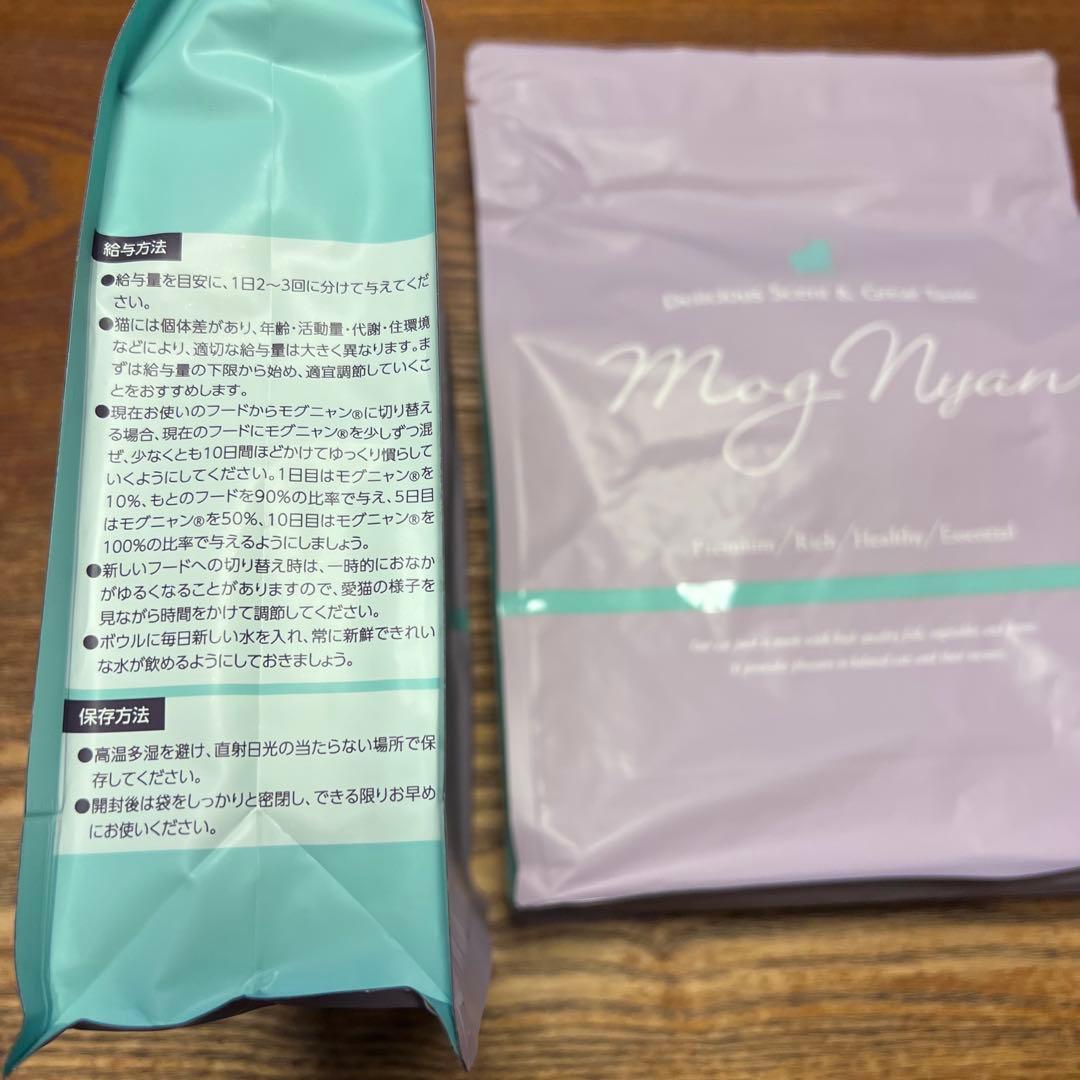 給与方法
●給与量を目安に、1日2〜3回に分けて与えてくだ
さい。
●猫には個体差があり、年齢・活動量・代謝・住環境
などにより、適切な給与量は大きく異なります。ま
ずは給与量の下限から始め、適宜調節していくこ
とをおすすめします。
●現在お使いのフードからモグニャン®に切り替え
る場合、現在のフードにモグニャン®を少しずつ混
ぜ、少なくとも10日間ほどかけてゆっくり慣らして
いくようにしてください。1日目はモグニャン®を
10%、もとのフードを90%の比率で与え、5日目
はモグニャン®を50%、10日目はモグニャン®を
100%の比率で与えるようにしましょう。
●新しいフードへの切り替え時は、一時的におなか
がゆるくなることがありますので、愛猫の様子を
見ながら時間をかけて調節してください。
●ボウルに毎日新しい水を入れ、常に新鮮できれい
な水が飲めるようにしておきましょう。
保存方法
●高温多湿を避け、直射日光の当たらない場所で保
存してください。
●開封後は袋をしっかりと密閉し、できる限りお早め
にお使いください。
Delicious Scent & Great Taste
Mog Nyan
Premium/Rich/Healthy/Essential